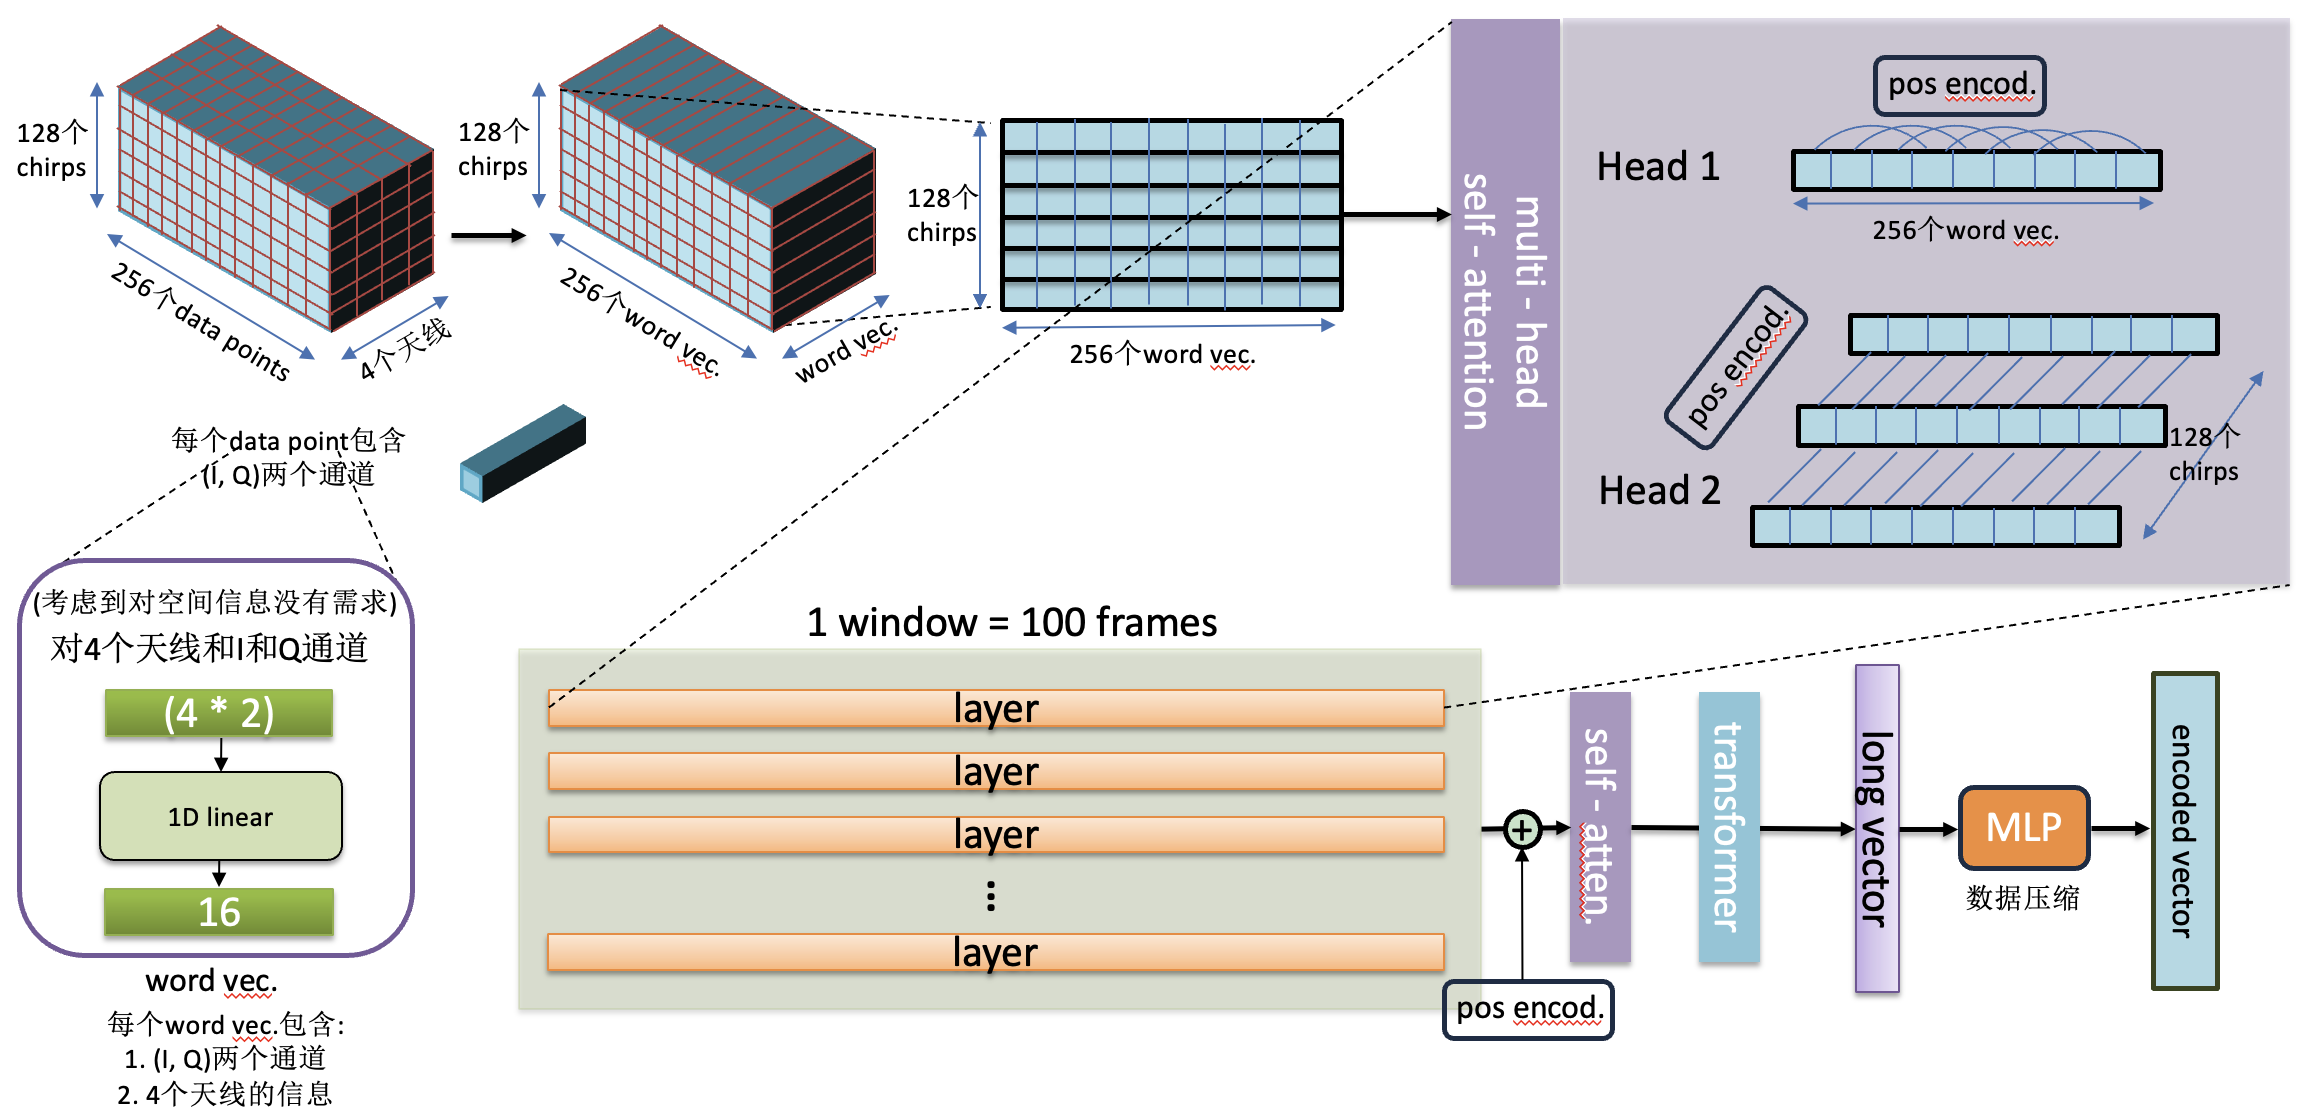 128个
chirps
256个data points
4个天线
128个
chirps
256个word vec.
word vec.
128个
chirps
256个word vec.
multi - head
self - attention
pos encod.
Head 1
256个word vec.
pos encod.
Head 2
128个
chirps
每个data point包含
(I, Q)两个通道
(考虑到对空间信息没有需求)
对4个天线和I和Q通道
(4 * 2)
1D linear
16
word vec.
每个word vec.包含:
1. (I, Q)两个通道
2. 4个天线的信息
1 window = 100 frames
layer
layer
layer
⋮
layer
+
pos encod.
self - atten.
transformer
long vector
MLP
数据压缩
encoded vector